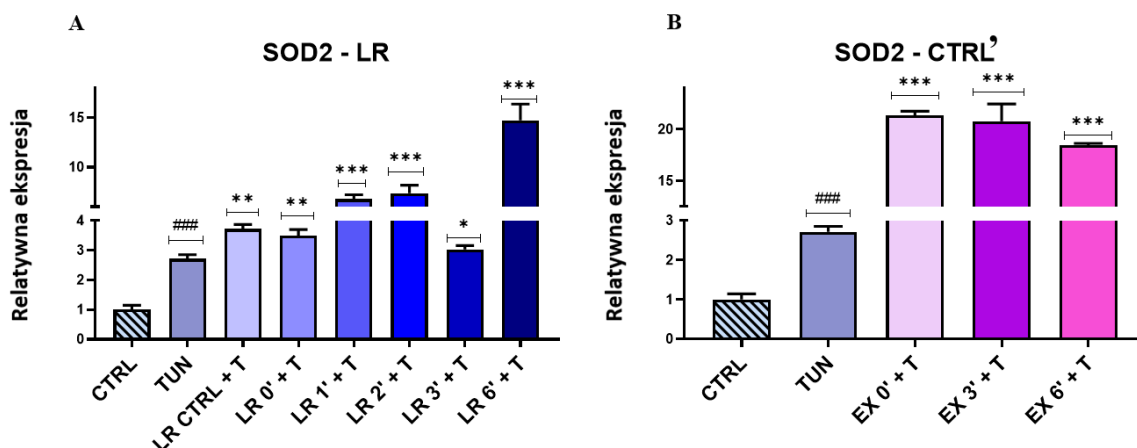 A
SOD2 - LR
Relatywna ekspresja
15
10
5
4
3
2
1
0
###
**
**
***
***
*
***
CTRL
TUN
LR CTRL + T
LR 0' + T
LR 1' + T
LR 2' + T
LR 3' + T
LR 6' + T
B
SOD2 - CTRL’
Relatywna ekspresja
20
15
3
2
1
0
###
***
***
***
CTRL
TUN
EX 0' + T
EX 3' + T
EX 6' + T